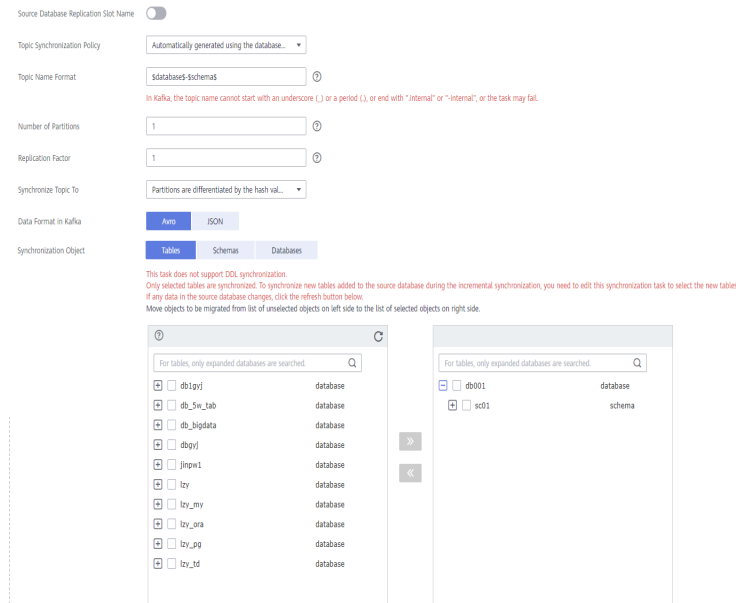 Source Database Replication Slot Name
Topic Synchronization Policy
Automatically generated using the database...
Topic Name Format
$database$-$schema$
In Kafka, the topic name cannot start with an underscore (_) or a period (.), or end with ".internal" or "-internal", or the task may fail.
Number of Partitions
1
Replication Factor
1
Synchronize Topic To
Partitions are differentiated by the hash val...
Data Format in Kafka
Avro JSON
Synchronization Object
Tables Schemas Databases
This task does not support DDL synchronization.
Only selected tables are synchronized. To synchronize new tables added to the source database during the incremental synchronization, you need to edit this synchronization task to select the new tables
If any data in the source database changes, click the refresh button below.
Move objects to be migrated from list of unselected objects on left side to the list of selected objects on right side.
For tables, only expanded databases are searched.
For tables, only expanded databases are searched.
db1gyj database
db_5w_tab database
db_bigdata database
dbgyj database
jinpw1 database
lzy database
lzy_my database
lzy_ora database
lzy_pg database
lzy_td database
db001 database
sc01 schema